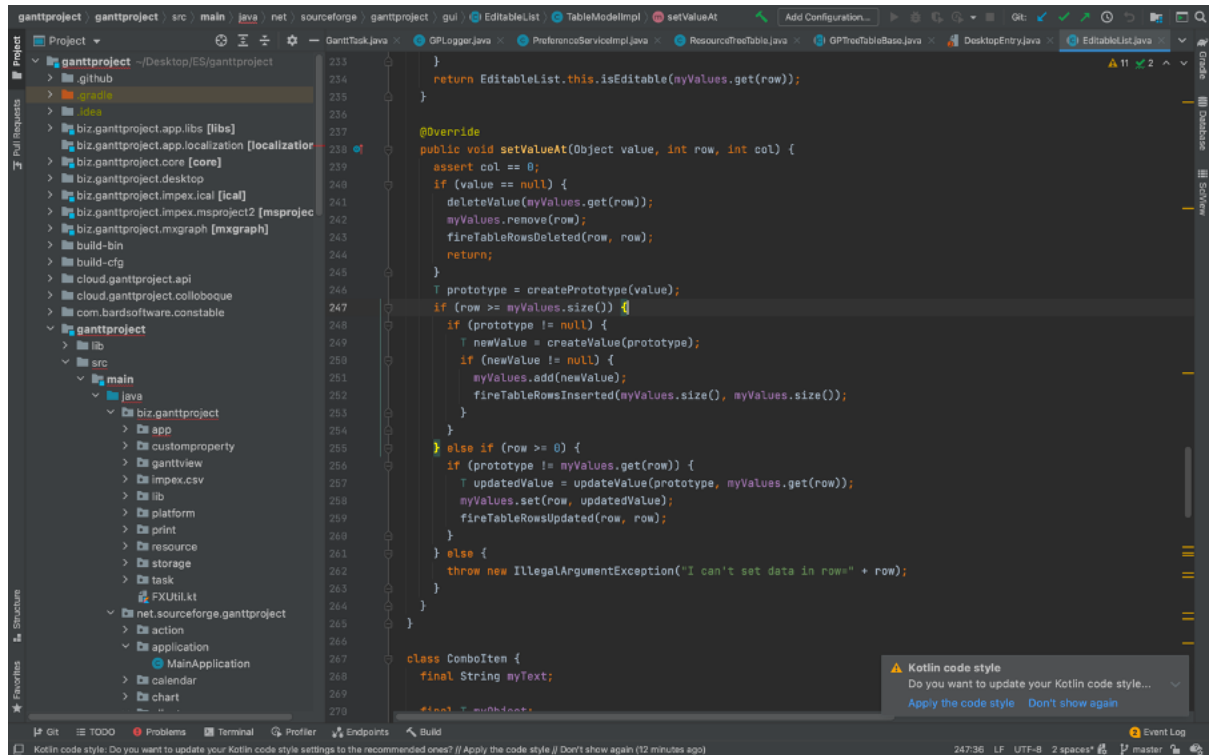 ganttproject ganttproject src main java net sourceforge ganttproject gui EditableList TableModelImpl setValueAt Add Configuration... Git:
Project GanttTask.java GPLogger.java PreferenceServiceImpl.java ResourceTreeTable.java GPTreeTableBase.java DesktopEntry.java EditableList.java
Project
Pull Requests
Structure
Favorites
Gradle
Database
SciView
11 2
ganttproject ~/Desktop/ES/ganttproject
.github
.gradle
.idea
biz.ganttproject.app.libs [libs]
biz.ganttproject.app.localization [localization
biz.ganttproject.core [core]
biz.ganttproject.desktop
biz.ganttproject.impex.ical [ical]
biz.ganttproject.impex.msproject2 [msprojec
biz.ganttproject.mxgraph [mxgraph]
build-bin
build-cfg
cloud.ganttproject.api
cloud.ganttproject.colloboque
com.bardsoftware.constable
ganttproject
lib
src
main
java
biz.ganttproject
app
customproperty
ganttview
impex.csv
lib
platform
print
resource
storage
task
FXUtil.kt
net.sourceforge.ganttproject
action
application
MainApplication
calendar
chart
233 }
234 return EditableList.this.isEditable(myValues.get(row));
235 }
236
237 @Override
238 public void setValueAt(Object value, int row, int col) {
239 assert col == 0;
240 if (value == null) {
241 deleteValue(myValues.get(row));
242 myValues.remove(row);
243 fireTableRowsDeleted(row, row);
244 return;
245 }
246 T prototype = createPrototype(value);
247 if (row >= myValues.size()) {
248 if (prototype != null) {
249 T newValue = createValue(prototype);
250 if (newValue != null) {
251 myValues.add(newValue);
252 fireTableRowsInserted(myValues.size(), myValues.size());
253 }
254 }
255 } else if (row >= 0) {
256 if (prototype != myValues.get(row)) {
257 T updatedValue = updateValue(prototype, myValues.get(row));
258 myValues.set(row, updatedValue);
259 fireTableRowsUpdated(row, row);
260 }
261 } else {
262 throw new IllegalArgumentException("I can't set data in row=" + row);
263 }
264 }
265 }
266
267 class ComboItem {
268 final String myText;
269
270 final T myObject;
Kotlin code style
Do you want to update your Kotlin code style...
Apply the code style Don't show again
Git TODO Problems Terminal Profiler Endpoints Build 2 Event Log
Kotlin code style: Do you want to update your Kotlin code style settings to the recommended ones? // Apply the code style // Don't show again (12 minutes ago) 247:36 LF UTF-8 2 spaces* master